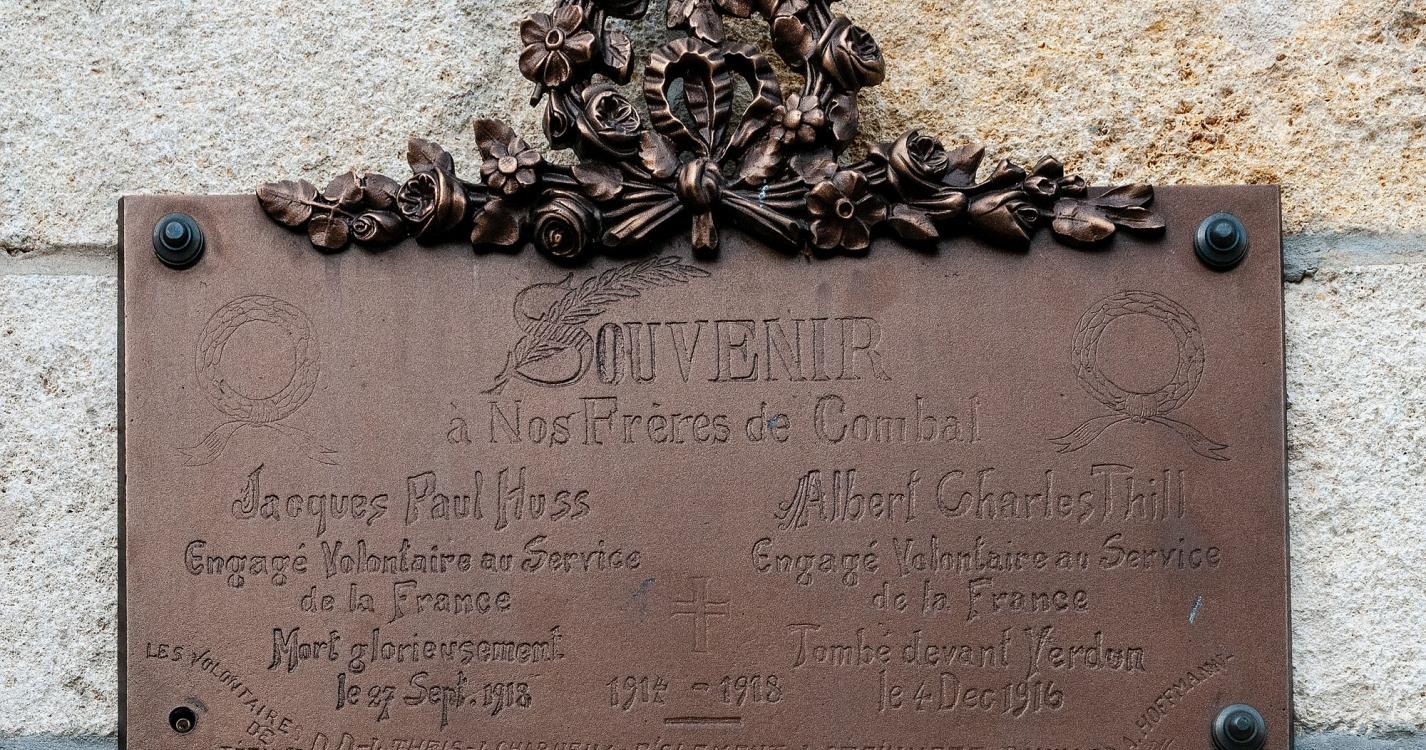 SOUVENIR
à Nos Frères de Combat
Jacques Paul Huss
Engagé Volontaire au Service
de la France
Mort glorieusement
le 27 Sept. 1918
Albert Charles Thill
Engagé Volontaire au Service
de la France
Tombé devant Verdun
le 4 Dec 1916
1914 - 1918
LES VOLONTAIRES
DE
A. HOFFMANN